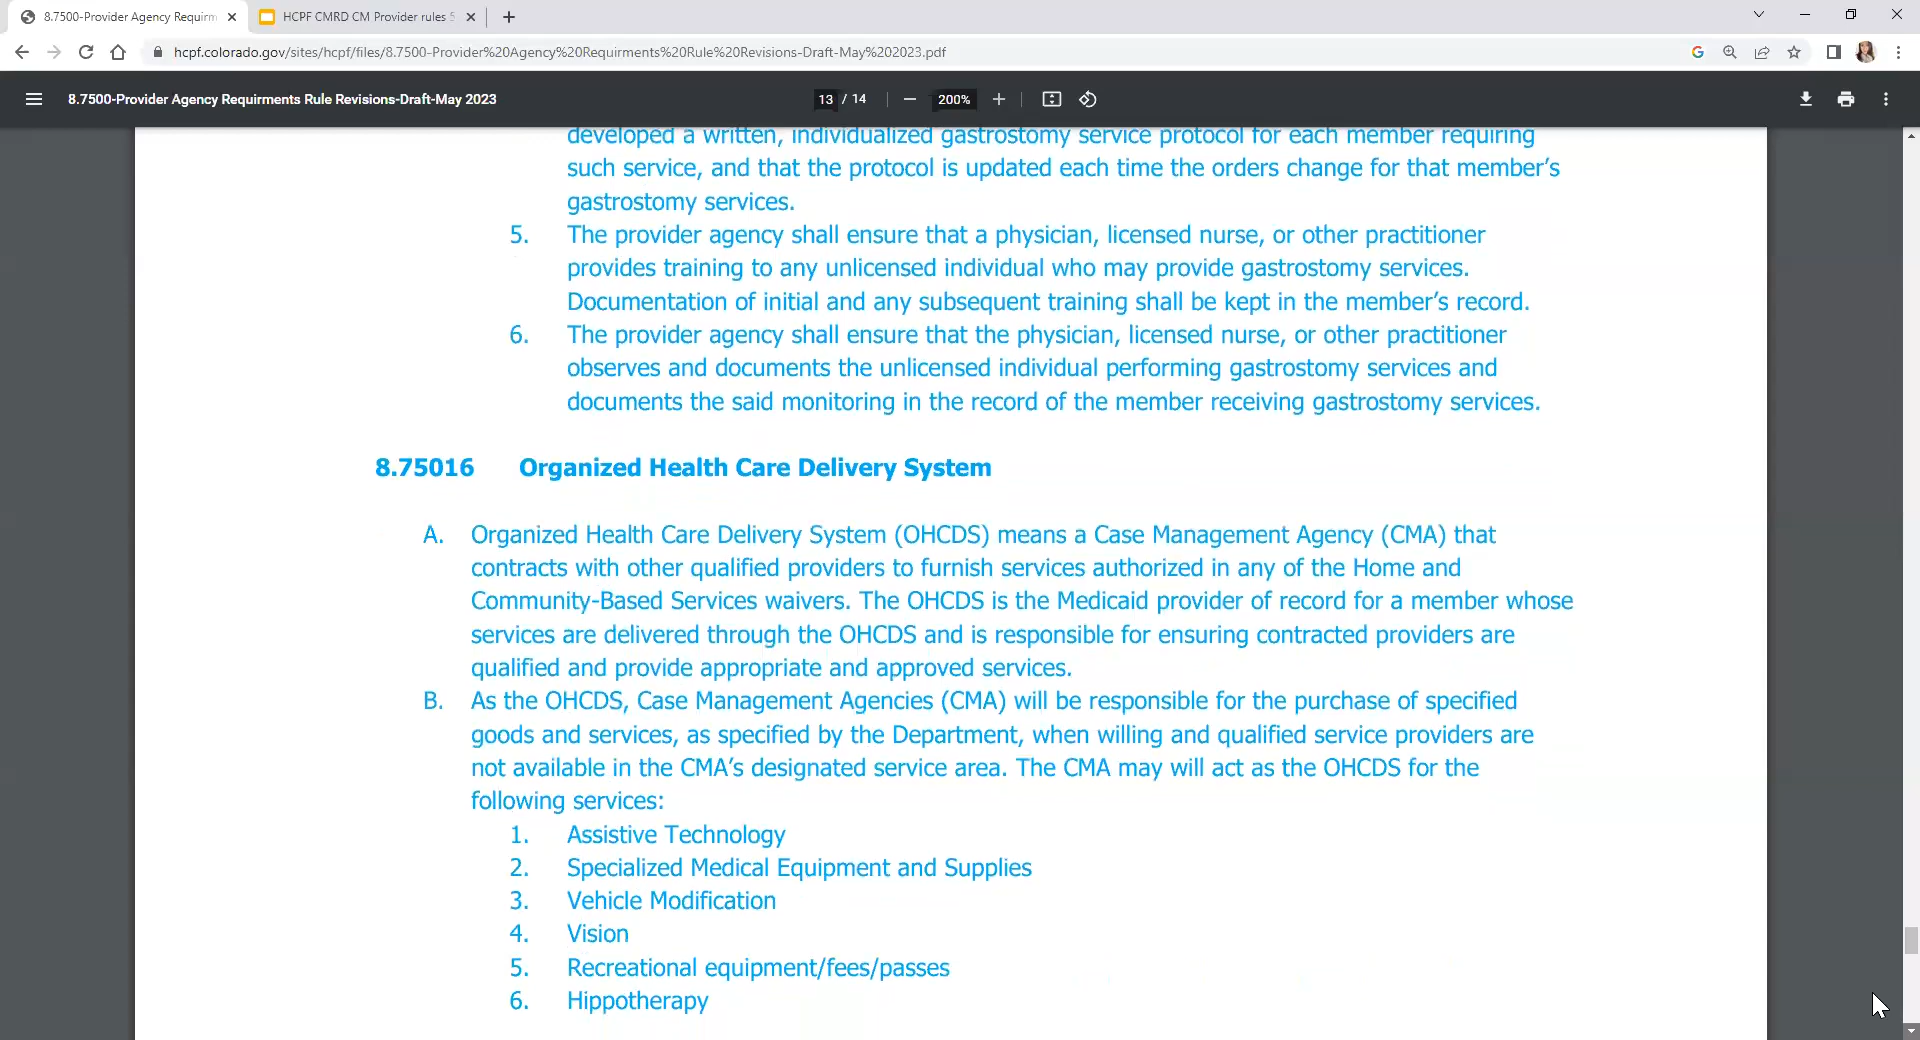 8.7500-Provider Agency Requirm
HCPF CMRD CM Provider rules 5
hcpf.colorado.gov/sites/hcpf/files/8.7500-Provider%20Agency%20Requirments%20Rule%20Revisions-Draft-May%202023.pdf
8.7500-Provider Agency Requirments Rule Revisions-Draft-May 2023
13 / 14
200%
developed a written, individualized gastrostomy service protocol for each member requiring
such service, and that the protocol is updated each time the orders change for that member's
gastrostomy services.
5. The provider agency shall ensure that a physician, licensed nurse, or other practitioner
provides training to any unlicensed individual who may provide gastrostomy services.
Documentation of initial and any subsequent training shall be kept in the member's record.
6. The provider agency shall ensure that the physician, licensed nurse, or other practitioner
observes and documents the unlicensed individual performing gastrostomy services and
documents the said monitoring in the record of the member receiving gastrostomy services.
8.75016 Organized Health Care Delivery System
A. Organized Health Care Delivery System (OHCDS) means a Case Management Agency (CMA) that
contracts with other qualified providers to furnish services authorized in any of the Home and
Community-Based Services waivers. The OHCDS is the Medicaid provider of record for a member whose
services are delivered through the OHCDS and is responsible for ensuring contracted providers are
qualified and provide appropriate and approved services.
B. As the OHCDS, Case Management Agencies (CMA) will be responsible for the purchase of specified
goods and services, as specified by the Department, when willing and qualified service providers are
not available in the CMA's designated service area. The CMA may will act as the OHCDS for the
following services:
1. Assistive Technology
2. Specialized Medical Equipment and Supplies
3. Vehicle Modification
4. Vision
5. Recreational equipment/fees/passes
6. Hippotherapy